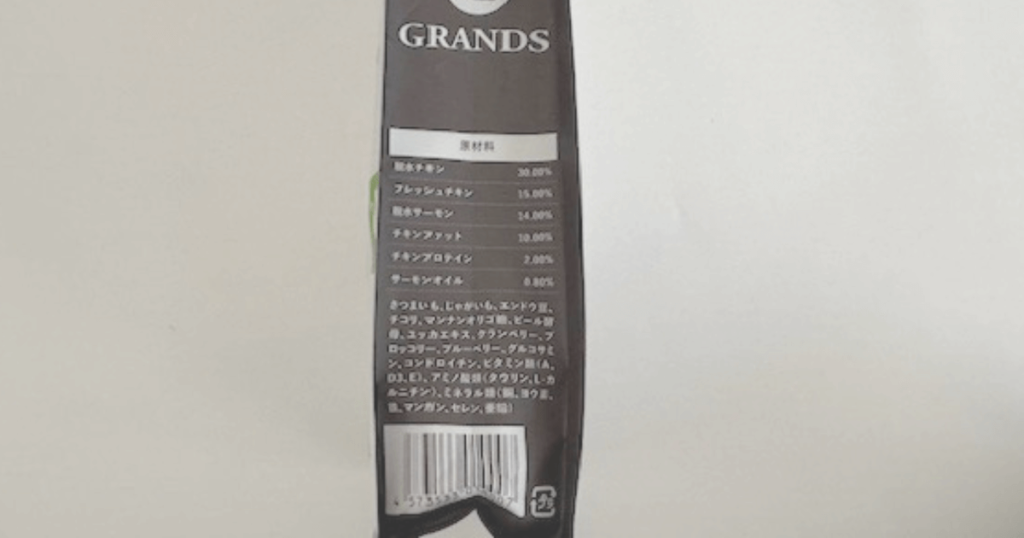 GRANDS
原材料
脱水チキン 30.00%
フレッシュチキン 15.00%
脱水サーモン 14.00%
チキンファット 10.00%
チキンプロテイン 2.00%
サーモンオイル 0.80%
さつまいも、じゃがいも、エンドウ豆、
チコリ、マンナンオリゴ糖、ビール酵
母、ユッカエキス、クランベリー、ブ
ロッコリー、ブルーベリー、グルコサミ
ン、コンドロイチン、ビタミン類(A、
D3、E)、アミノ酸類(タウリン、L-カ
ルニチン)、ミネラル類(銅、ヨウ素、
鉄、マンガン、セレン、亜鉛)
プラ